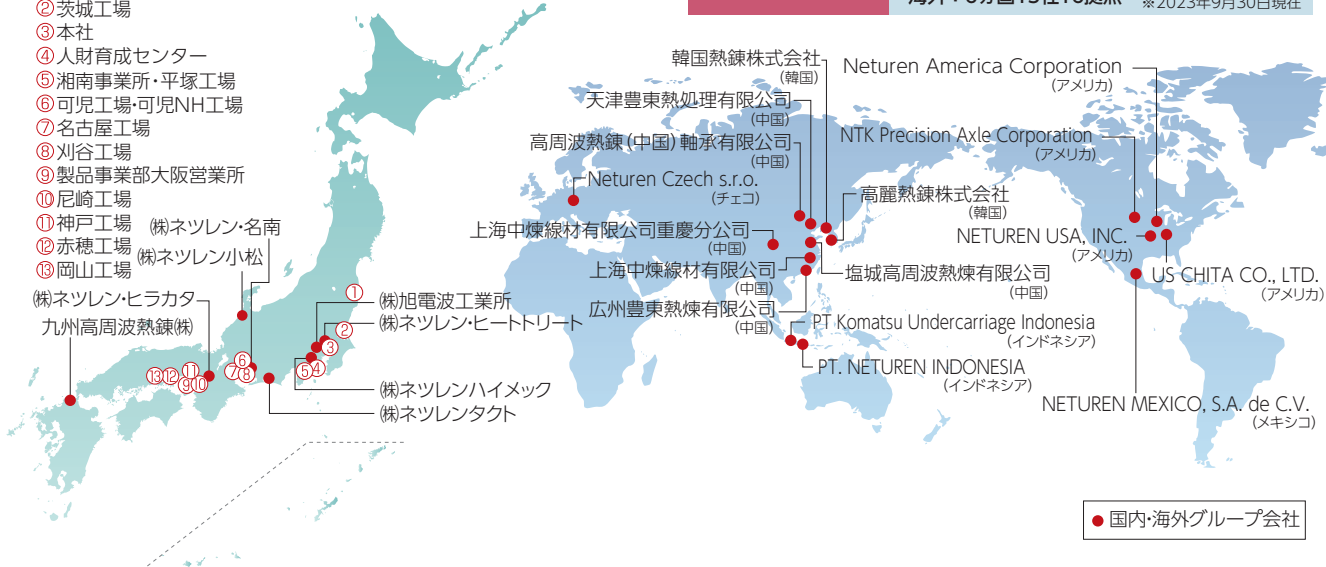 ②茨城工場
③本社
④人財育成センター
⑤湘南事業所・平塚工場
⑥可児工場・可児NH工場
⑦名古屋工場
⑧刈谷工場
⑨製品事業部大阪営業所
⑩尼崎工場
⑪神戸工場
⑫赤穂工場
⑬岡山工場
㈱ネツレン・名南
㈱ネツレン小松
㈱ネツレン・ヒラカタ
九州高周波熱錬㈱
㈱旭電波工業所
㈱ネツレン・ヒートトリート
㈱ネツレンハイメック
㈱ネツレンタクト
①
②
③
④
⑤
⑥
⑦
⑧
⑨
⑩
⑪
⑫
⑬
※2023年9月30日現在
韓国熱錬株式会社
(韓国)
天津豊東熱処理有限公司
(中国)
高周波熱錬(中国)軸承有限公司
(中国)
Neturen Czech s.r.o.
(チェコ)
上海中煉線材有限公司重慶分公司
(中国)
上海中煉線材有限公司
(中国)
広州豊東熱煉有限公司
(中国)
高麗熱錬株式会社
(韓国)
塩城高周波熱煉有限公司
(中国)
PT Komatsu Undercarriage Indonesia
(インドネシア)
PT. NETUREN INDONESIA
(インドネシア)
Neturen America Corporation
(アメリカ)
NTK Precision Axle Corporation
(アメリカ)
NETUREN USA, INC.
(アメリカ)
US CHITA CO., LTD.
(アメリカ)
NETUREN MEXICO, S.A. de C.V.
(メキシコ)
国内・海外グループ会社